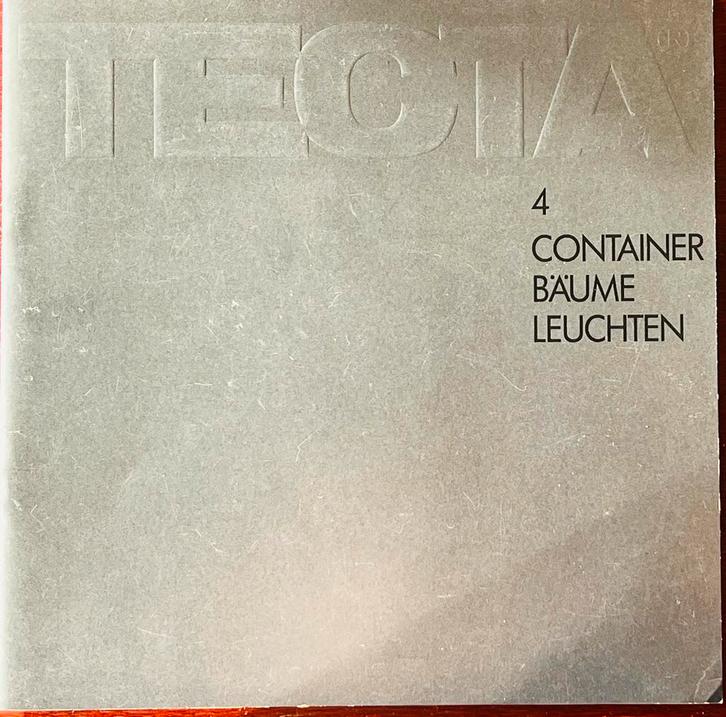 TECTA
4
CONTAINER
BÄUME
LEUCHTEN